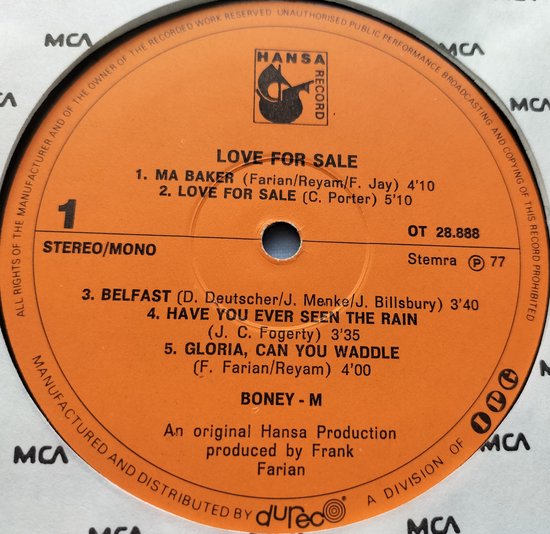 MCA
MCA
MCA
MCA
MCA
MCA
MCA
MCA
MCA
ALL RIGHTS OF THE MANUFACTURER AND OF THE OWNER OF THE RECORDED WORK RESERVED UNAUTHORISED PUBLIC PERFORMANCE BROADCASTING AND COPYING OF THIS RECORD PROHIBITED
HANSA
RECORD
LOVE FOR SALE
1. MA BAKER (Farian/Reyam/F. Jay) 4'10
2. LOVE FOR SALE (C. Porter) 5'10
1
OT 28.888
STEREO/MONO
Stemra Ⓟ 77
3. BELFAST (D. Deutscher/J. Menke/J. Billsbury) 3'40
4. HAVE YOU EVER SEEN THE RAIN
(J. C. Fogerty) 3'35
5. GLORIA, CAN YOU WADDLE
(F. Farian/Reyam) 4'00
BONEY - M
An original Hansa Production
produced by Frank
Farian
MANUFACTURED AND DISTRIBUTED BY dureco A DIVISION OF